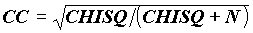 CC = √CHISQ/(CHISQ + N)